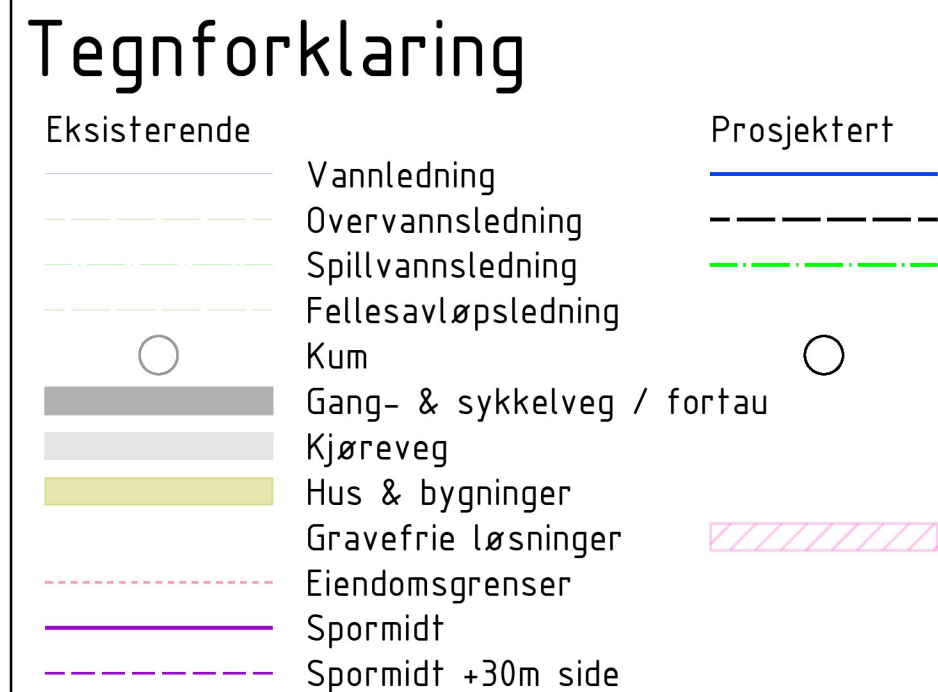 Tegnforklaring
Eksisterende Prosjektert
Vannledning
Overvannsledning
Spillvannsledning
Fellesavløpsledning
Kum
Gang- & sykkelveg / fortau
Kjøreveg
Hus & bygninger
Gravefrie løsninger
Eiendomsgrenser
Spormidt
Spormidt +30m side